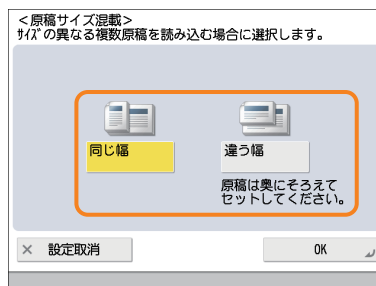 <原稿サイズ混載>
ｻｲｽﾞの異なる複数原稿を読み込む場合に選択します。
同じ幅
違う幅
原稿は奥にそろえて
セットしてください。
× 設定取消
OK